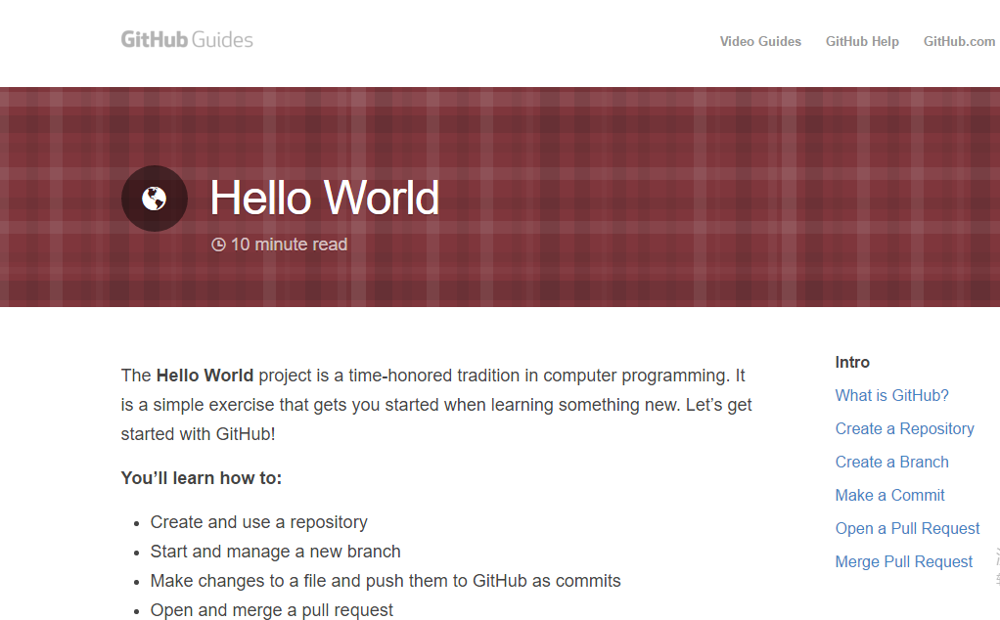 GitHub Guides
Video Guides GitHub Help GitHub.com
Hello World
10 minute read
The Hello World project is a time-honored tradition in computer programming. It
is a simple exercise that gets you started when learning something new. Let’s get
started with GitHub!
You’ll learn how to:
Create and use a repository
Start and manage a new branch
Make changes to a file and push them to GitHub as commits
Open and merge a pull request
Intro
What is GitHub?
Create a Repository
Create a Branch
Make a Commit
Open a Pull Request
Merge Pull Request